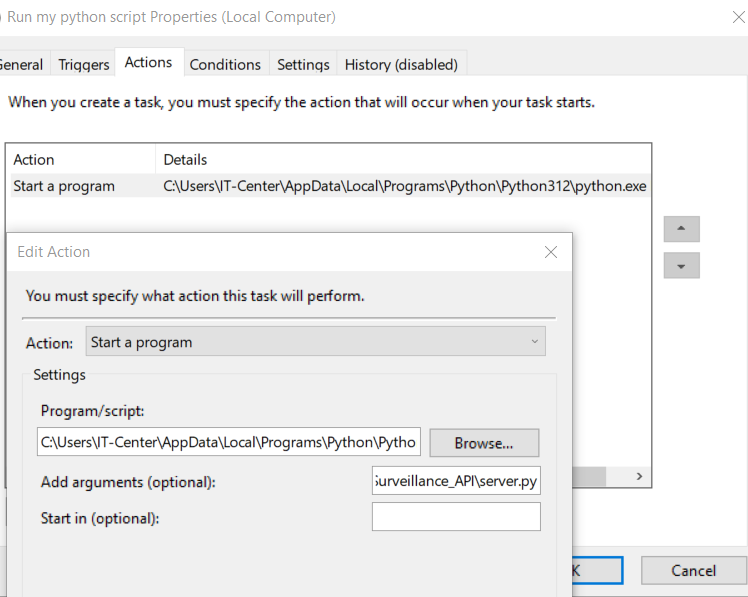 Run my python script Properties (Local Computer)
General Triggers Actions Conditions Settings History (disabled)
When you create a task, you must specify the action that will occur when your task starts.
Action Details
Start a program C:\Users\IT-Center\AppData\Local\Programs\Python\Python312\python.exe
Edit Action
You must specify what action this task will perform.
Action: Start a program
Settings
Program/script:
C:\Users\IT-Center\AppData\Local\Programs\Python\Pytho Browse...
Add arguments (optional): Surveillance_API\server.py
Start in (optional):
K Cancel